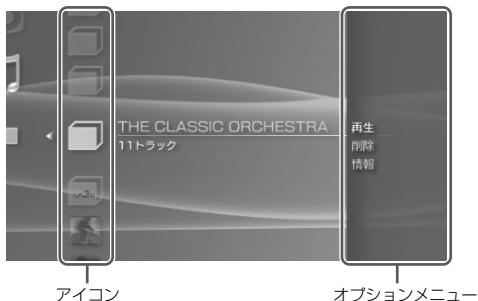 THE CLASSIC ORCHESTRA
11トラック
再生
削除
情報
アイコン
オプションメニュー